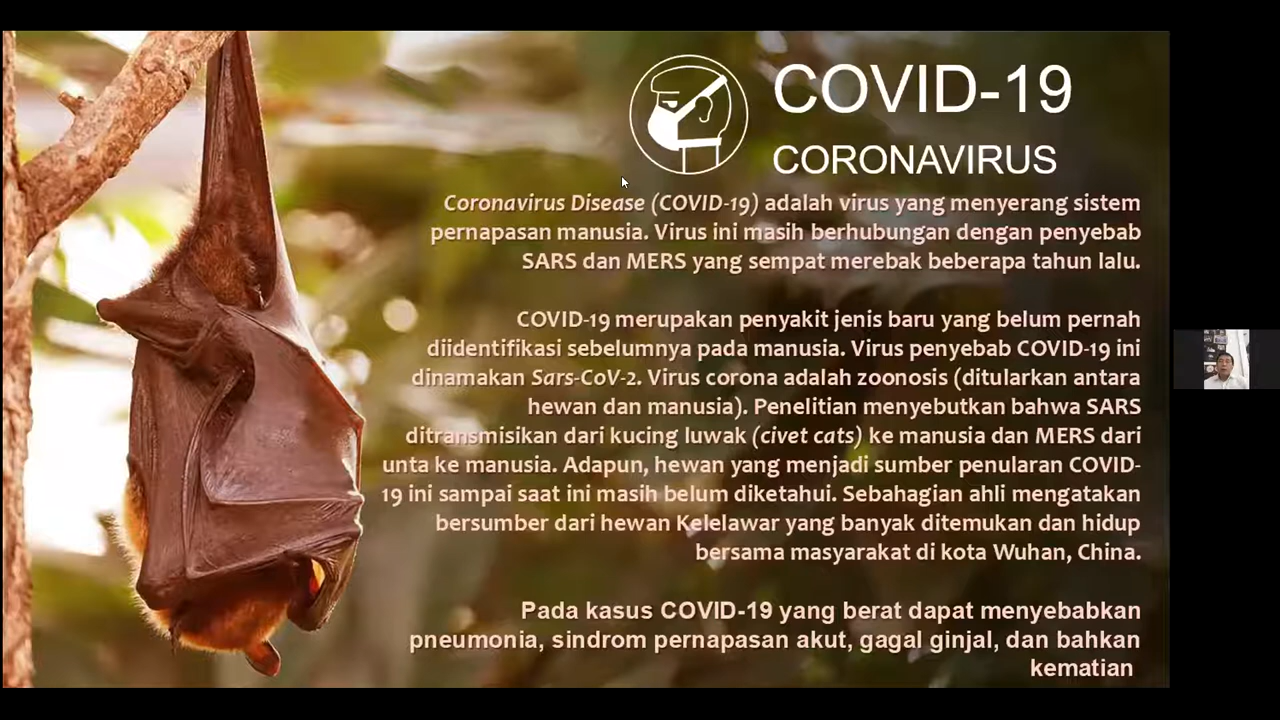 COVID-19
CORONAVIRUS
Coronavirus Disease (COVID-19) adalah virus yang menyerang sistem
pernapasan manusia. Virus ini masih berhubungan dengan penyebab
SARS dan MERS yang sempat merebak beberapa tahun lalu.
COVID-19 merupakan penyakit jenis baru yang belum pernah
diidentifikasi sebelumnya pada manusia. Virus penyebab COVID-19 ini
dinamakan Sars-CoV-2. Virus corona adalah zoonosis (ditularkan antara
hewan dan manusia). Penelitian menyebutkan bahwa SARS
ditransmisikan dari kucing luwak (civet cats) ke manusia dan MERS dari
unta ke manusia. Adapun, hewan yang menjadi sumber penularan COVID-
19 ini sampai saat ini masih belum diketahui. Sebahagian ahli mengatakan
bersumber dari hewan Kelelawar yang banyak ditemukan dan hidup
bersama masyarakat di kota Wuhan, China.
Pada kasus COVID-19 yang berat dapat menyebabkan
pneumonia, sindrom pernapasan akut, gagal ginjal, dan bahkan
kematian